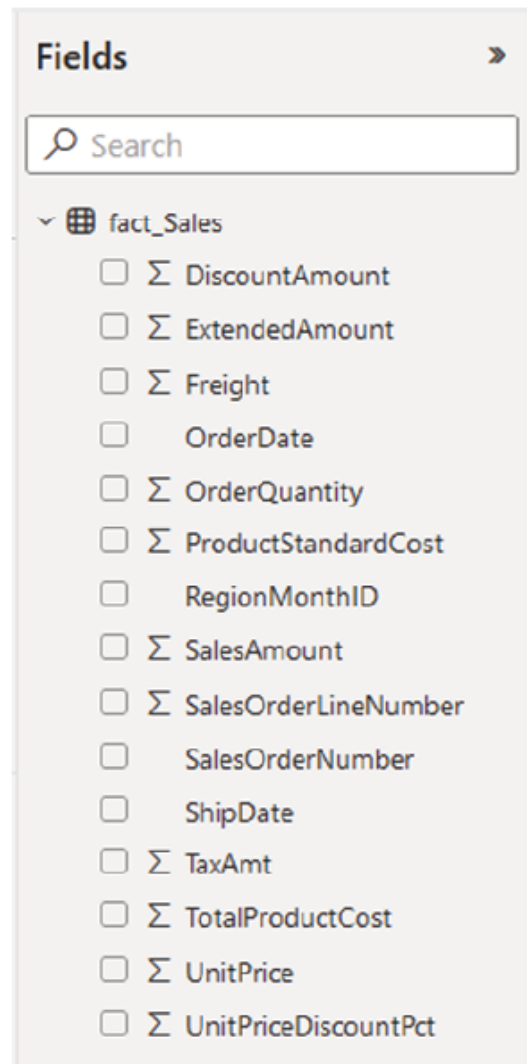 Fields
Search
fact_Sales
DiscountAmount
ExtendedAmount
Freight
OrderDate
OrderQuantity
ProductStandardCost
RegionMonthID
SalesAmount
SalesOrderLineNumber
SalesOrderNumber
ShipDate
TaxAmt
TotalProductCost
UnitPrice
UnitPriceDiscountPct